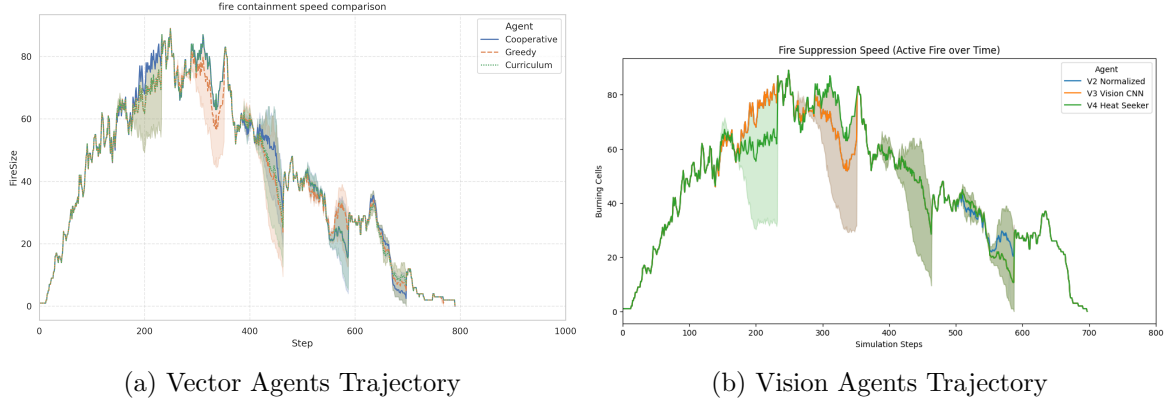 fire containment speed comparison
Agent
Cooperative
Greedy
Curriculum
FireSize
80
60
40
20
0
0 200 400 600 800 1000
Step
(a) Vector Agents Trajectory
Fire Suppression Speed (Active Fire over Time)
Agent
V2 Normalized
V3 Vision CNN
V4 Heat Seeker
Burning Cells
80
60
40
20
0
0 100 200 300 400 500 600 700 800
Simulation Steps
(b) Vision Agents Trajectory